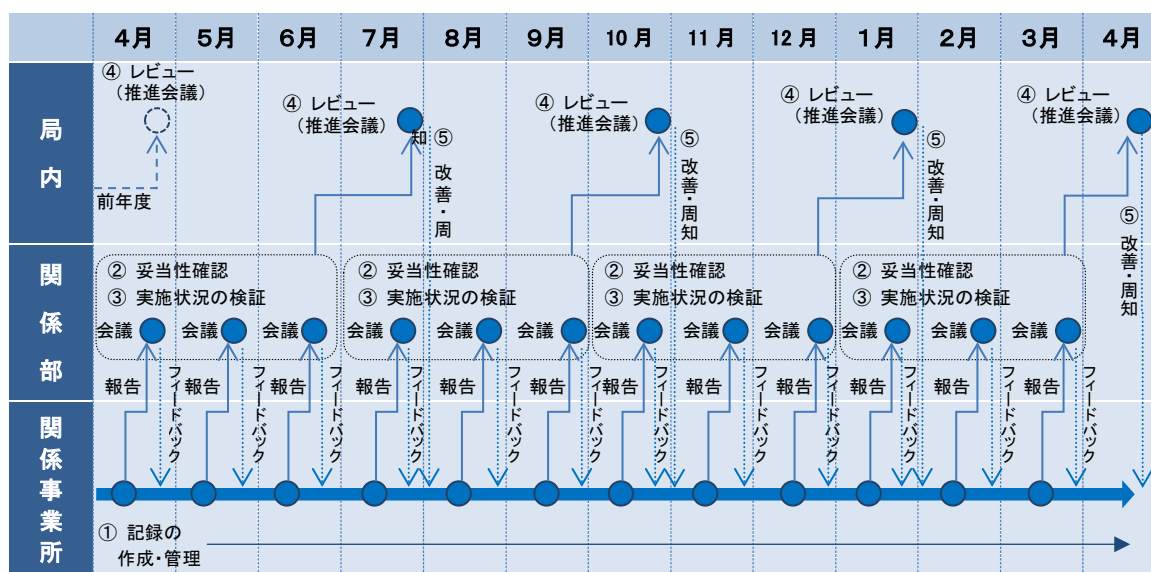 4月 5月 6月 7月 8月 9月 10月 11月 12月 1月 2月 3月 4月
局内
④ レビュー
(推進会議)
前年度
④ レビュー
(推進会議)
⑤ 改善・周知
④ レビュー
(推進会議)
⑤ 改善・周知
④ レビュー
(推進会議)
⑤ 改善・周知
④ レビュー
(推進会議)
⑤ 改善・周知
関係部
② 妥当性確認
③ 実施状況の検証
会議 会議 会議
② 妥当性確認
③ 実施状況の検証
会議 会議 会議
② 妥当性確認
③ 実施状況の検証
会議 会議 会議
② 妥当性確認
③ 実施状況の検証
会議 会議 会議
報告 フィードバック
報告 フィードバック
報告 フィードバック
報告 フィードバック
報告 フィードバック
報告 フィードバック
報告 フィードバック
報告 フィードバック
報告 フィードバック
報告 フィードバック
報告 フィードバック
報告 フィードバック
関係事業所
① 記録の
作成・管理